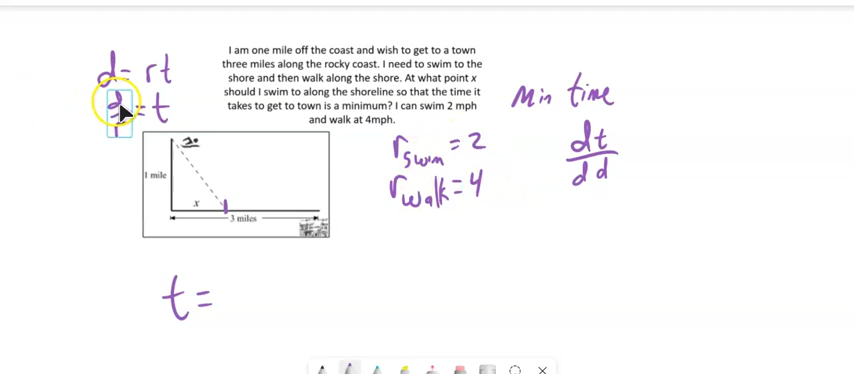 I am one mile off the coast and wish to get to a town
three miles along the rocky coast. I need to swim to the
shore and then walk along the shore. At what point x
should I swim to along the shoreline so that the time it
takes to get to town is a minimum? I can swim 2 mph
and walk at 4mph.
d = rt
d/r = t
Min time
r swim = 2
r walk = 4
dt/dd
1 mile
x
3 miles
t =